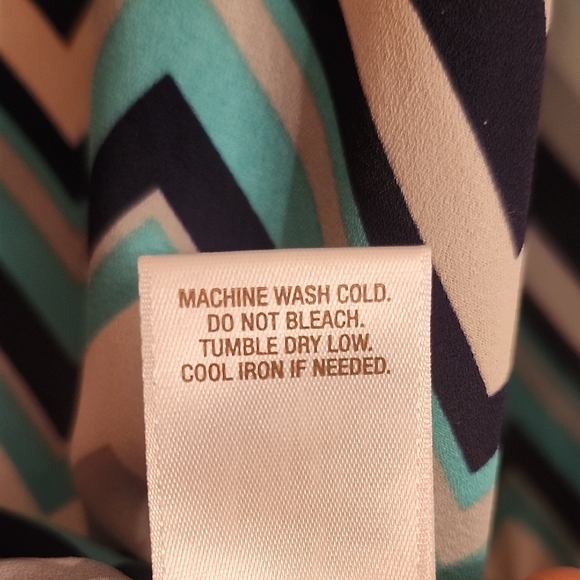 MACHINE WASH COLD.
DO NOT BLEACH.
TUMBLE DRY LOW.
COOL IRON IF NEEDED.